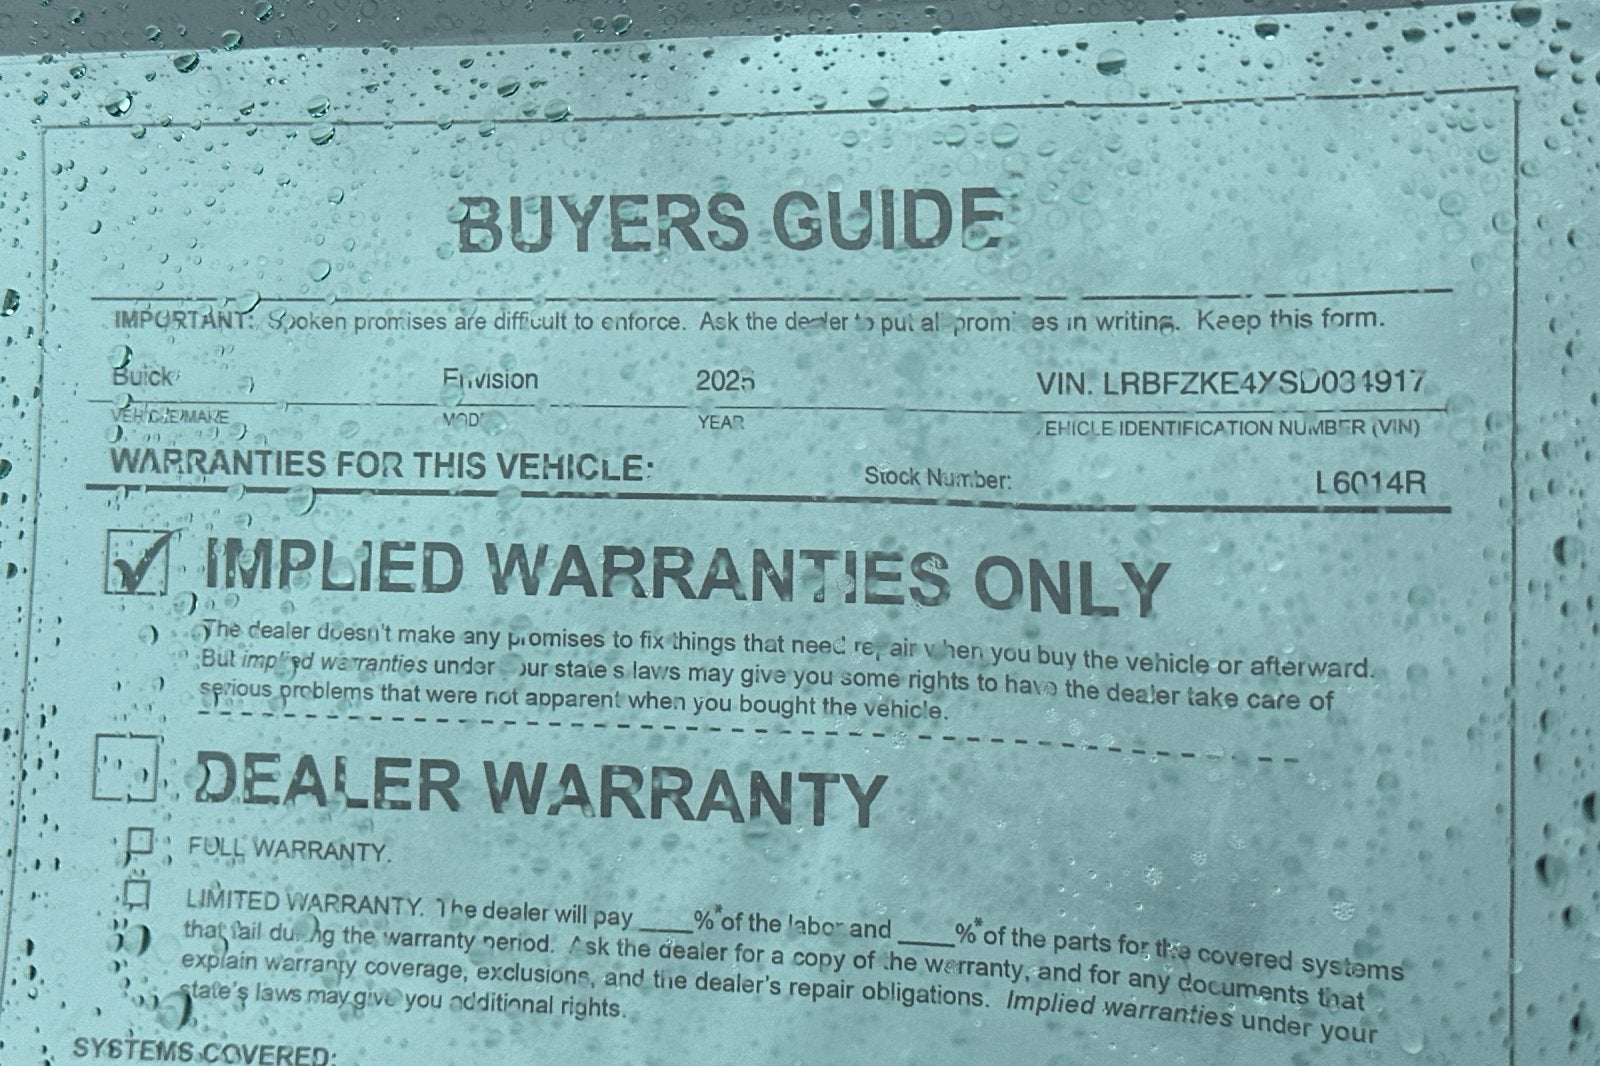 BUYERS GUIDE
IMPORTANT: Spoken promises are difficult to enforce. Ask the dealer to put all promises in writing. Keep this form.
Buick Envision 2025 VIN. LRBFZKE4YSD034917
VEHICLE MAKE MODEL YEAR VEHICLE IDENTIFICATION NUMBER (VIN)
WARRANTIES FOR THIS VEHICLE: Stock Number: L6014R
IMPLIED WARRANTIES ONLY
The dealer doesn't make any promises to fix things that need repair when you buy the vehicle or afterward.
But implied warranties under your state's laws may give you some rights to have the dealer take care of
serious problems that were not apparent when you bought the vehicle.
DEALER WARRANTY
FULL WARRANTY.
LIMITED WARRANTY. The dealer will pay ____%*of the labor and ____%*of the parts for the covered systems
that fail during the warranty period. Ask the dealer for a copy of the warranty, and for any documents that
explain warranty coverage, exclusions, and the dealer's repair obligations. Implied warranties under your
state's laws may give you additional rights.
SYSTEMS COVERED: